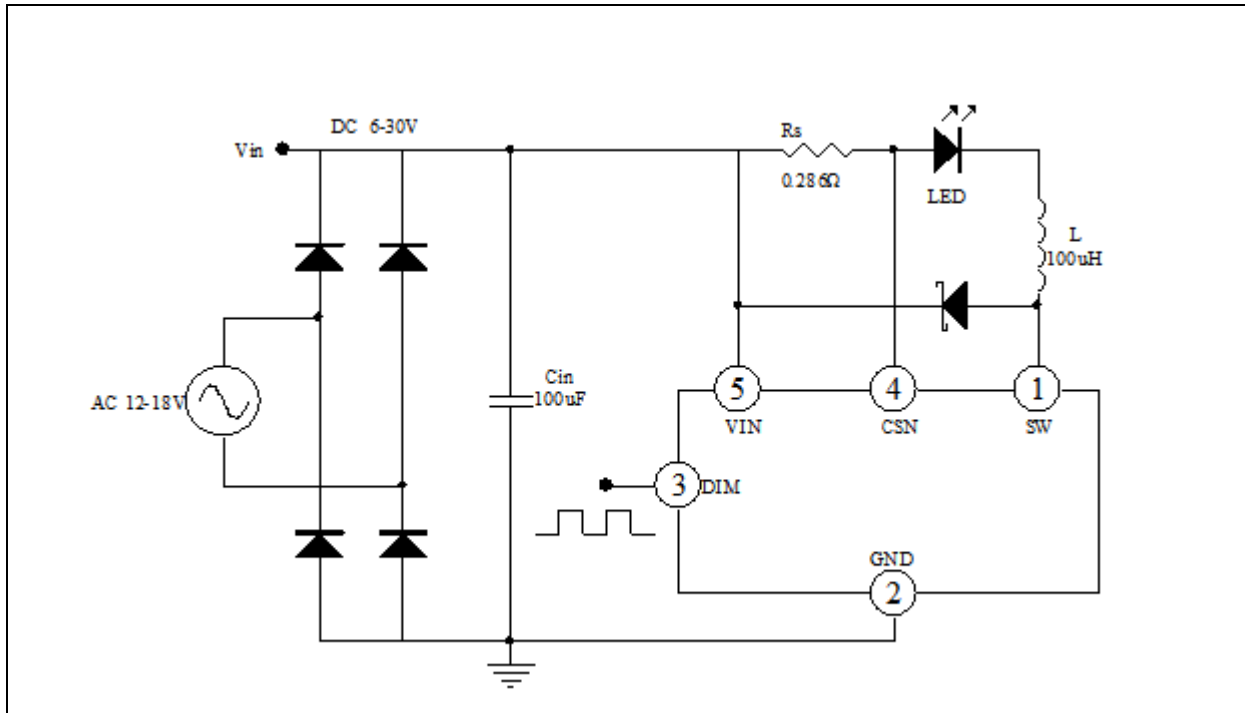 DC 6-30V
Vin
Rs
0.286Ω
LED
L
100uH
AC 12-18V
Cin
100uF
5
4
1
VIN
CSN
SW
3
DIM
GND
2